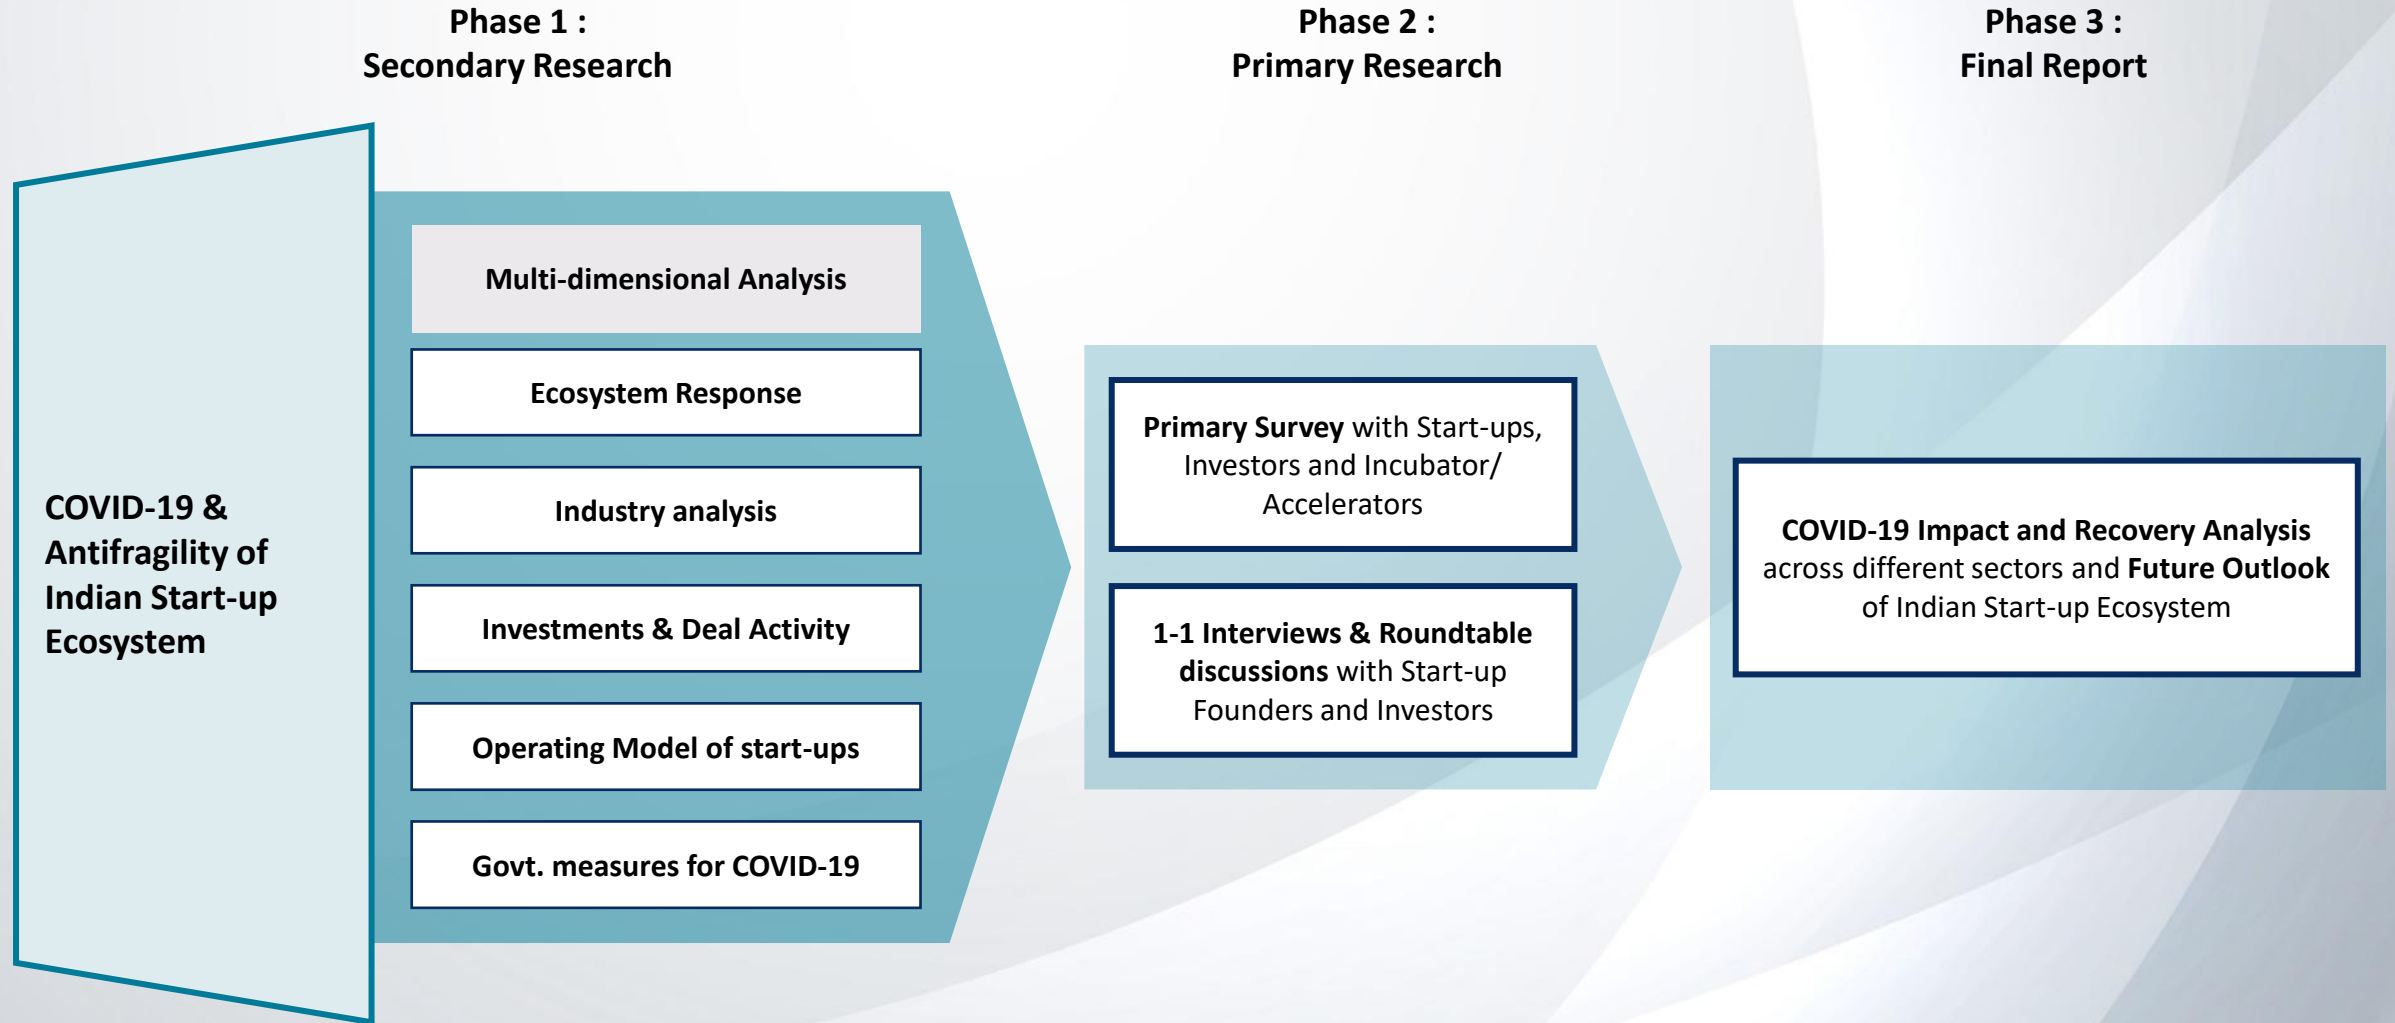 Phase 1 :
Secondary Research
Phase 2 :
Primary Research
Phase 3 :
Final Report
COVID-19 &
Antifragility of
Indian Start-up
Ecosystem
Multi-dimensional Analysis
Ecosystem Response
Industry analysis
Investments & Deal Activity
Operating Model of start-ups
Govt. measures for COVID-19
Primary Survey with Start-ups,
Investors and Incubator/
Accelerators
1-1 Interviews & Roundtable
discussions with Start-up
Founders and Investors
COVID-19 Impact and Recovery Analysis
across different sectors and Future Outlook
of Indian Start-up Ecosystem